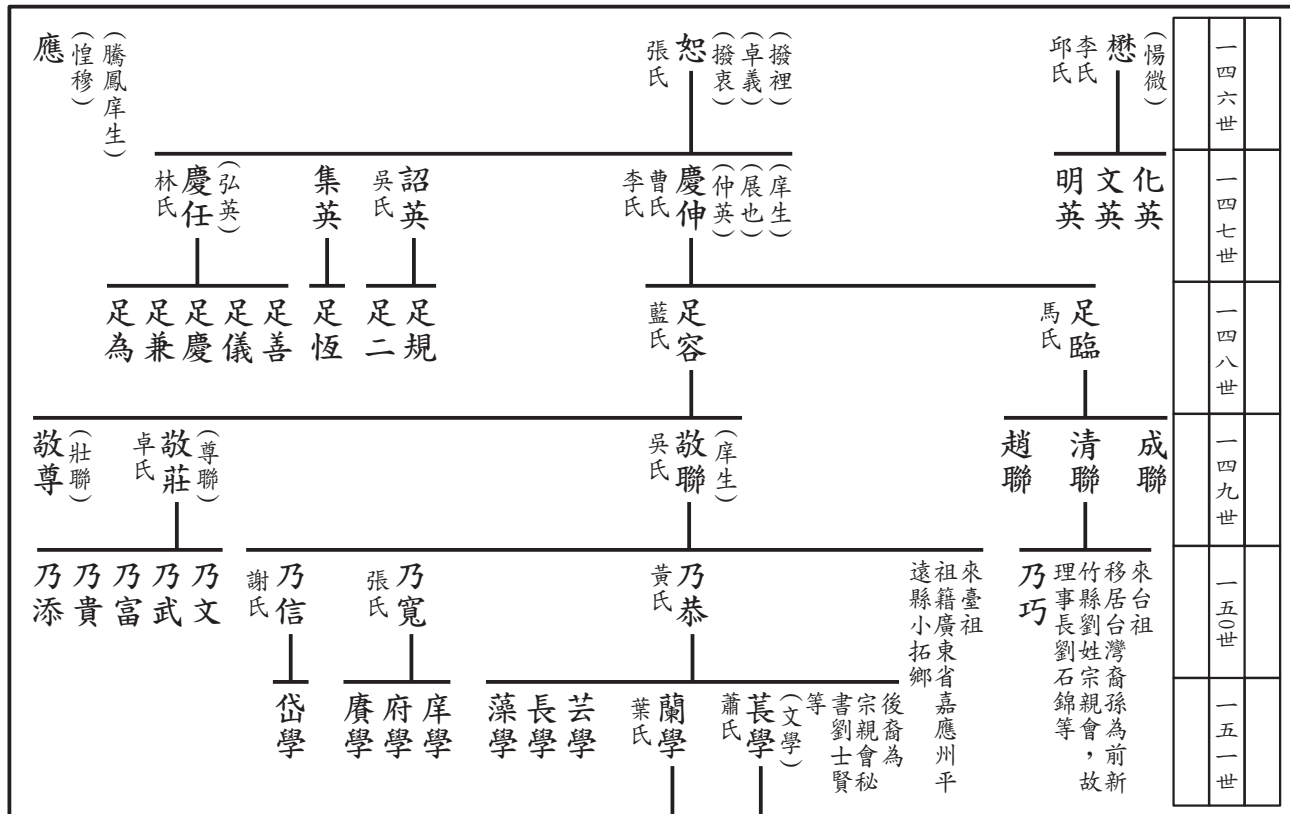 一四六世
懋
(惕微)
李氏
邱氏
恕
(撥裡)
(卓義)
(撥衷)
張氏
應
(騰鳳庠生)
(惶穆)
一四七世
化英
文英
明英
慶伸
(庠生)
(展也)
(仲英)
曹氏
李氏
詔英
吳氏
集英
慶任
(弘英)
林氏
一四八世
足臨
馬氏
足容
藍氏
足規
足二
足恆
足善
足儀
足慶
足兼
足為
一四九世
成聯
清聯
趙聯
敬聯
(庠生)
吳氏
敬莊
(尊聯)
卓氏
敬尊
(壯聯)
一五0世
來台祖
移居台灣裔孫為前新
竹縣劉姓宗親會,故
理事長劉石錦等
乃巧
來臺祖
祖籍廣東省嘉應州平
遠縣小拓鄉
乃恭
黃氏
乃寬
張氏
乃信
謝氏
乃文
乃武
乃富
乃貴
乃添
一五一世
後裔為
宗親會秘
書劉士賢
等
萇學
(文學)
蕭氏
蘭學
葉氏
芸學
長學
藻學
庠學
府學
賡學
岱學